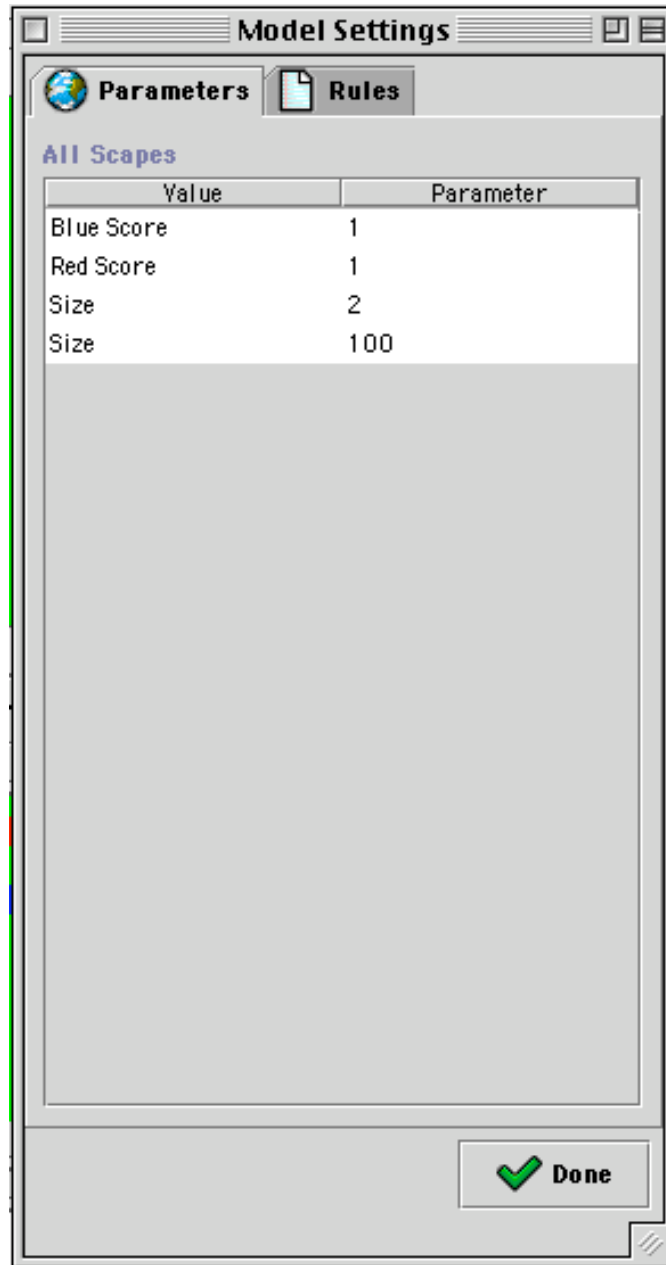 Model Settings
Parameters Rules
All Scapes
Value Parameter
Blue Score 1
Red Score 1
Size 2
Size 100
Done